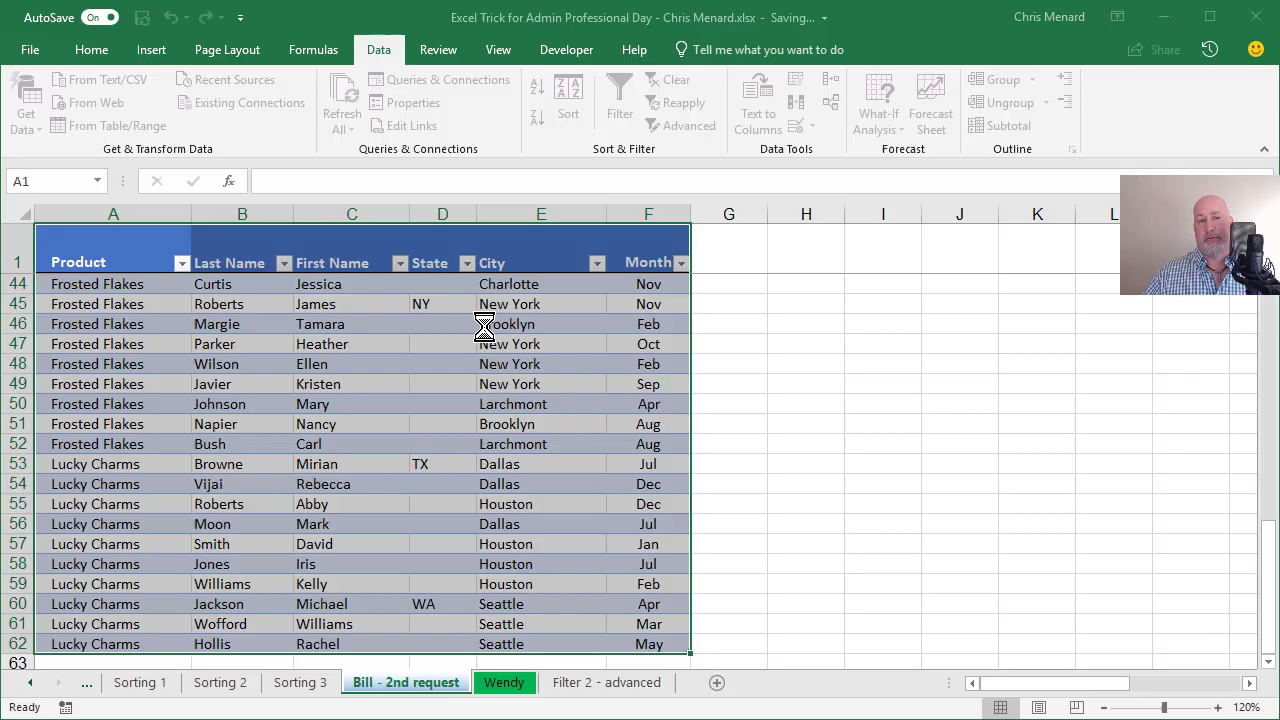 AutoSave On Excel Trick for Admin Professional Day - Chris Menard.xlsx - Saving... Chris Menard
File Home Insert Page Layout Formulas Data Review View Developer Help Tell me what you want to do Share
Get Data From Text/CSV Recent Sources Refresh All Queries & Connections Sort Filter Clear Text to Columns What-If Analysis Forecast Sheet Group
From Web Existing Connections Properties Reapply Ungroup
From Table/Range Edit Links Advanced Subtotal
Get & Transform Data Queries & Connections Sort & Filter Data Tools Forecast Outline
A1 fx
A B C D E F G H I J K L
1 Product Last Name First Name State City Month
44 Frosted Flakes Curtis Jessica Charlotte Nov
45 Frosted Flakes Roberts James NY New York Nov
46 Frosted Flakes Margie Tamara Brooklyn Feb
47 Frosted Flakes Parker Heather New York Oct
48 Frosted Flakes Wilson Ellen New York Feb
49 Frosted Flakes Javier Kristen New York Sep
50 Frosted Flakes Johnson Mary Larchmont Apr
51 Frosted Flakes Napier Nancy Brooklyn Aug
52 Frosted Flakes Bush Carl Larchmont Aug
53 Lucky Charms Browne Mirian TX Dallas Jul
54 Lucky Charms Vijai Rebecca Dallas Dec
55 Lucky Charms Roberts Abby Houston Dec
56 Lucky Charms Moon Mark Dallas Jul
57 Lucky Charms Smith David Houston Jan
58 Lucky Charms Jones Iris Houston Jul
59 Lucky Charms Williams Kelly Houston Feb
60 Lucky Charms Jackson Michael WA Seattle Apr
61 Lucky Charms Wofford Williams Seattle Mar
62 Lucky Charms Hollis Rachel Seattle May
63
... Sorting 1 Sorting 2 Sorting 3 Bill - 2nd request Wendy Filter 2 - advanced
Ready 120%